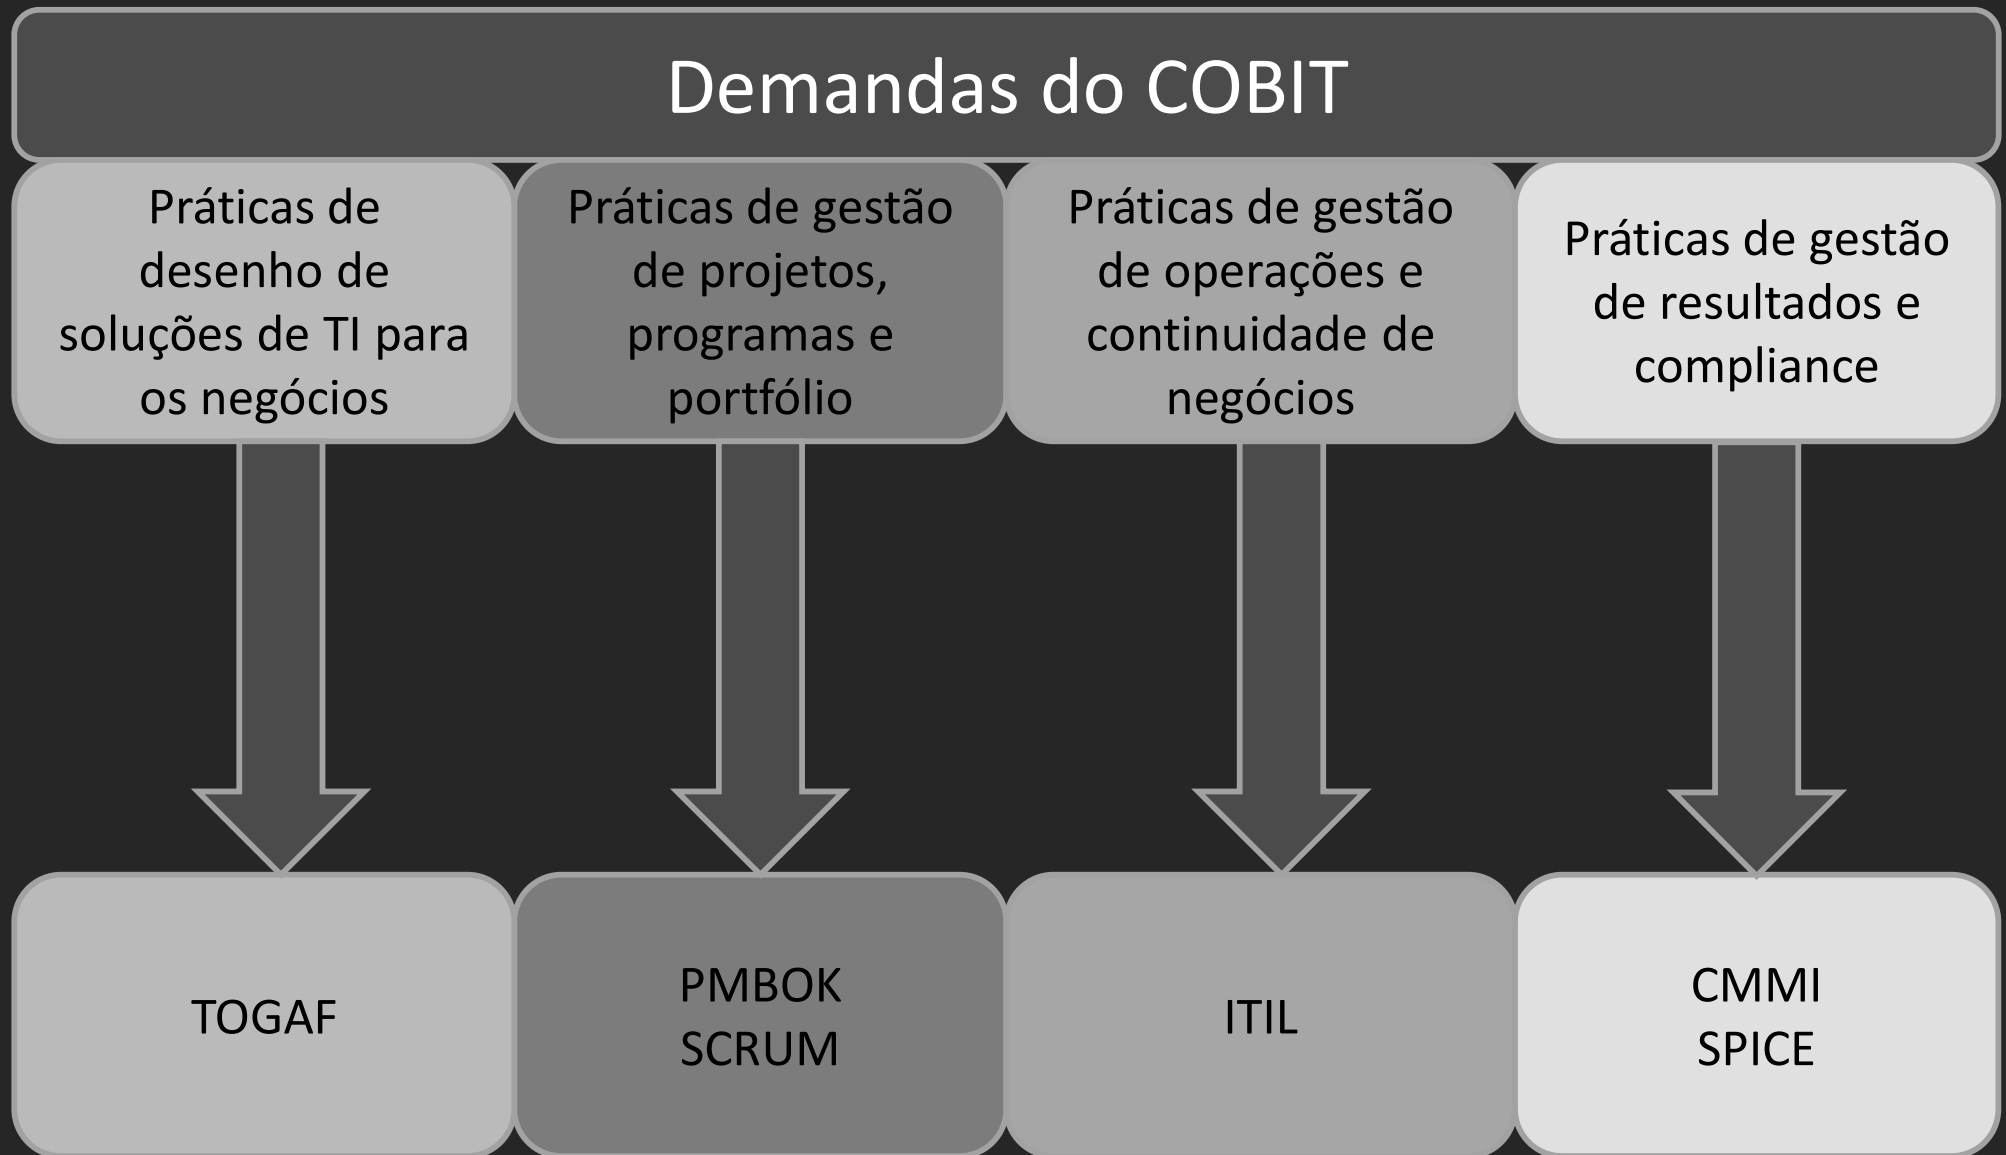 Demandas do COBIT
Práticas de
desenho de
soluções de TI para
os negócios
Práticas de gestão
de projetos,
programas e
portfólio
Práticas de gestão
de operações e
continuidade de
negócios
Práticas de gestão
de resultados e
compliance
TOGAF
PMBOK
SCRUM
ITIL
CMMI
SPICE